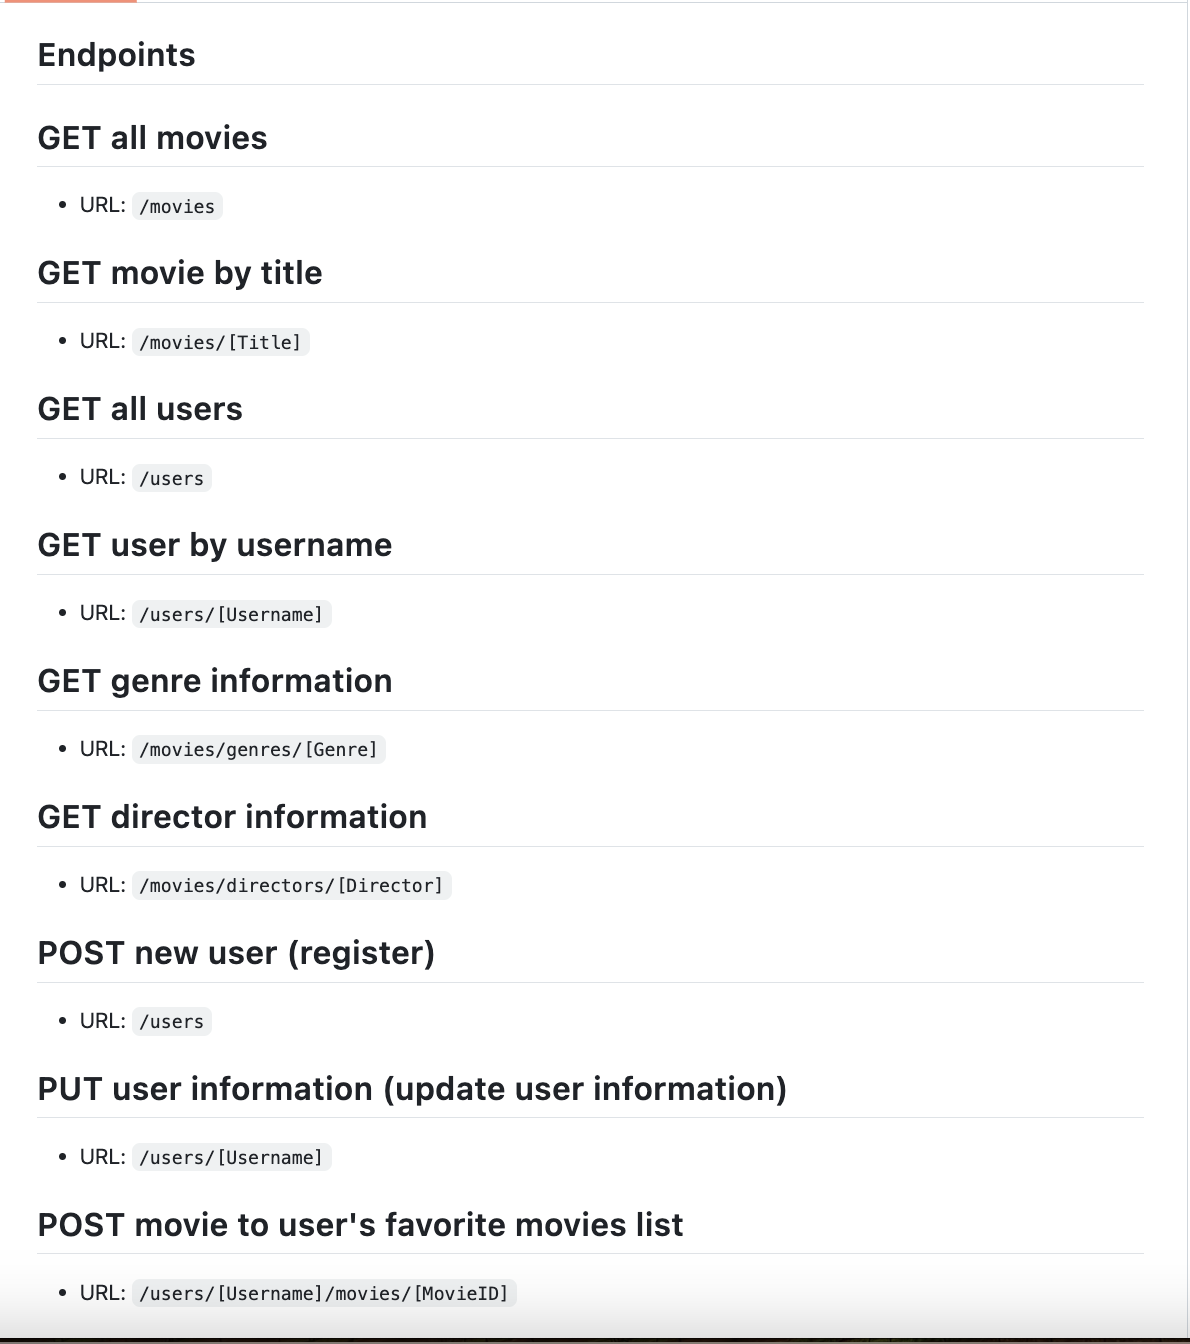 Endpoints
GET all movies
• URL: /movies
GET movie by title
• URL: /movies/[Title]
GET all users
• URL: /users
GET user by username
• URL: /users/[Username]
GET genre information
• URL: /movies/genres/[Genre]
GET director information
• URL: /movies/directors/[Director]
POST new user (register)
• URL: /users
PUT user information (update user information)
• URL: /users/[Username]
POST movie to user's favorite movies list
• URL: /users/[Username]/movies/[MovieID]